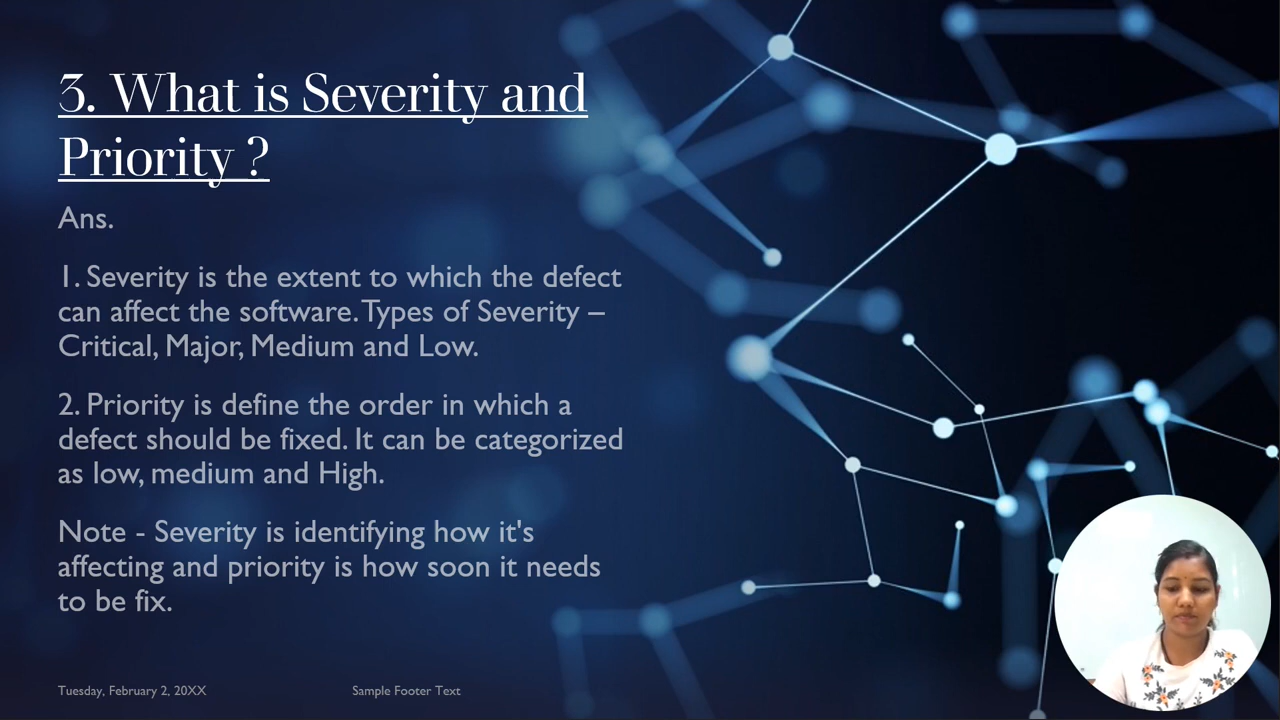 3. What is Severity and
Priority ?
Ans.
1. Severity is the extent to which the defect
can affect the software. Types of Severity –
Critical, Major, Medium and Low.
2. Priority is define the order in which a
defect should be fixed. It can be categorized
as low, medium and High.
Note - Severity is identifying how it's
affecting and priority is how soon it needs
to be fix.
Tuesday, February 2, 20XX
Sample Footer Text